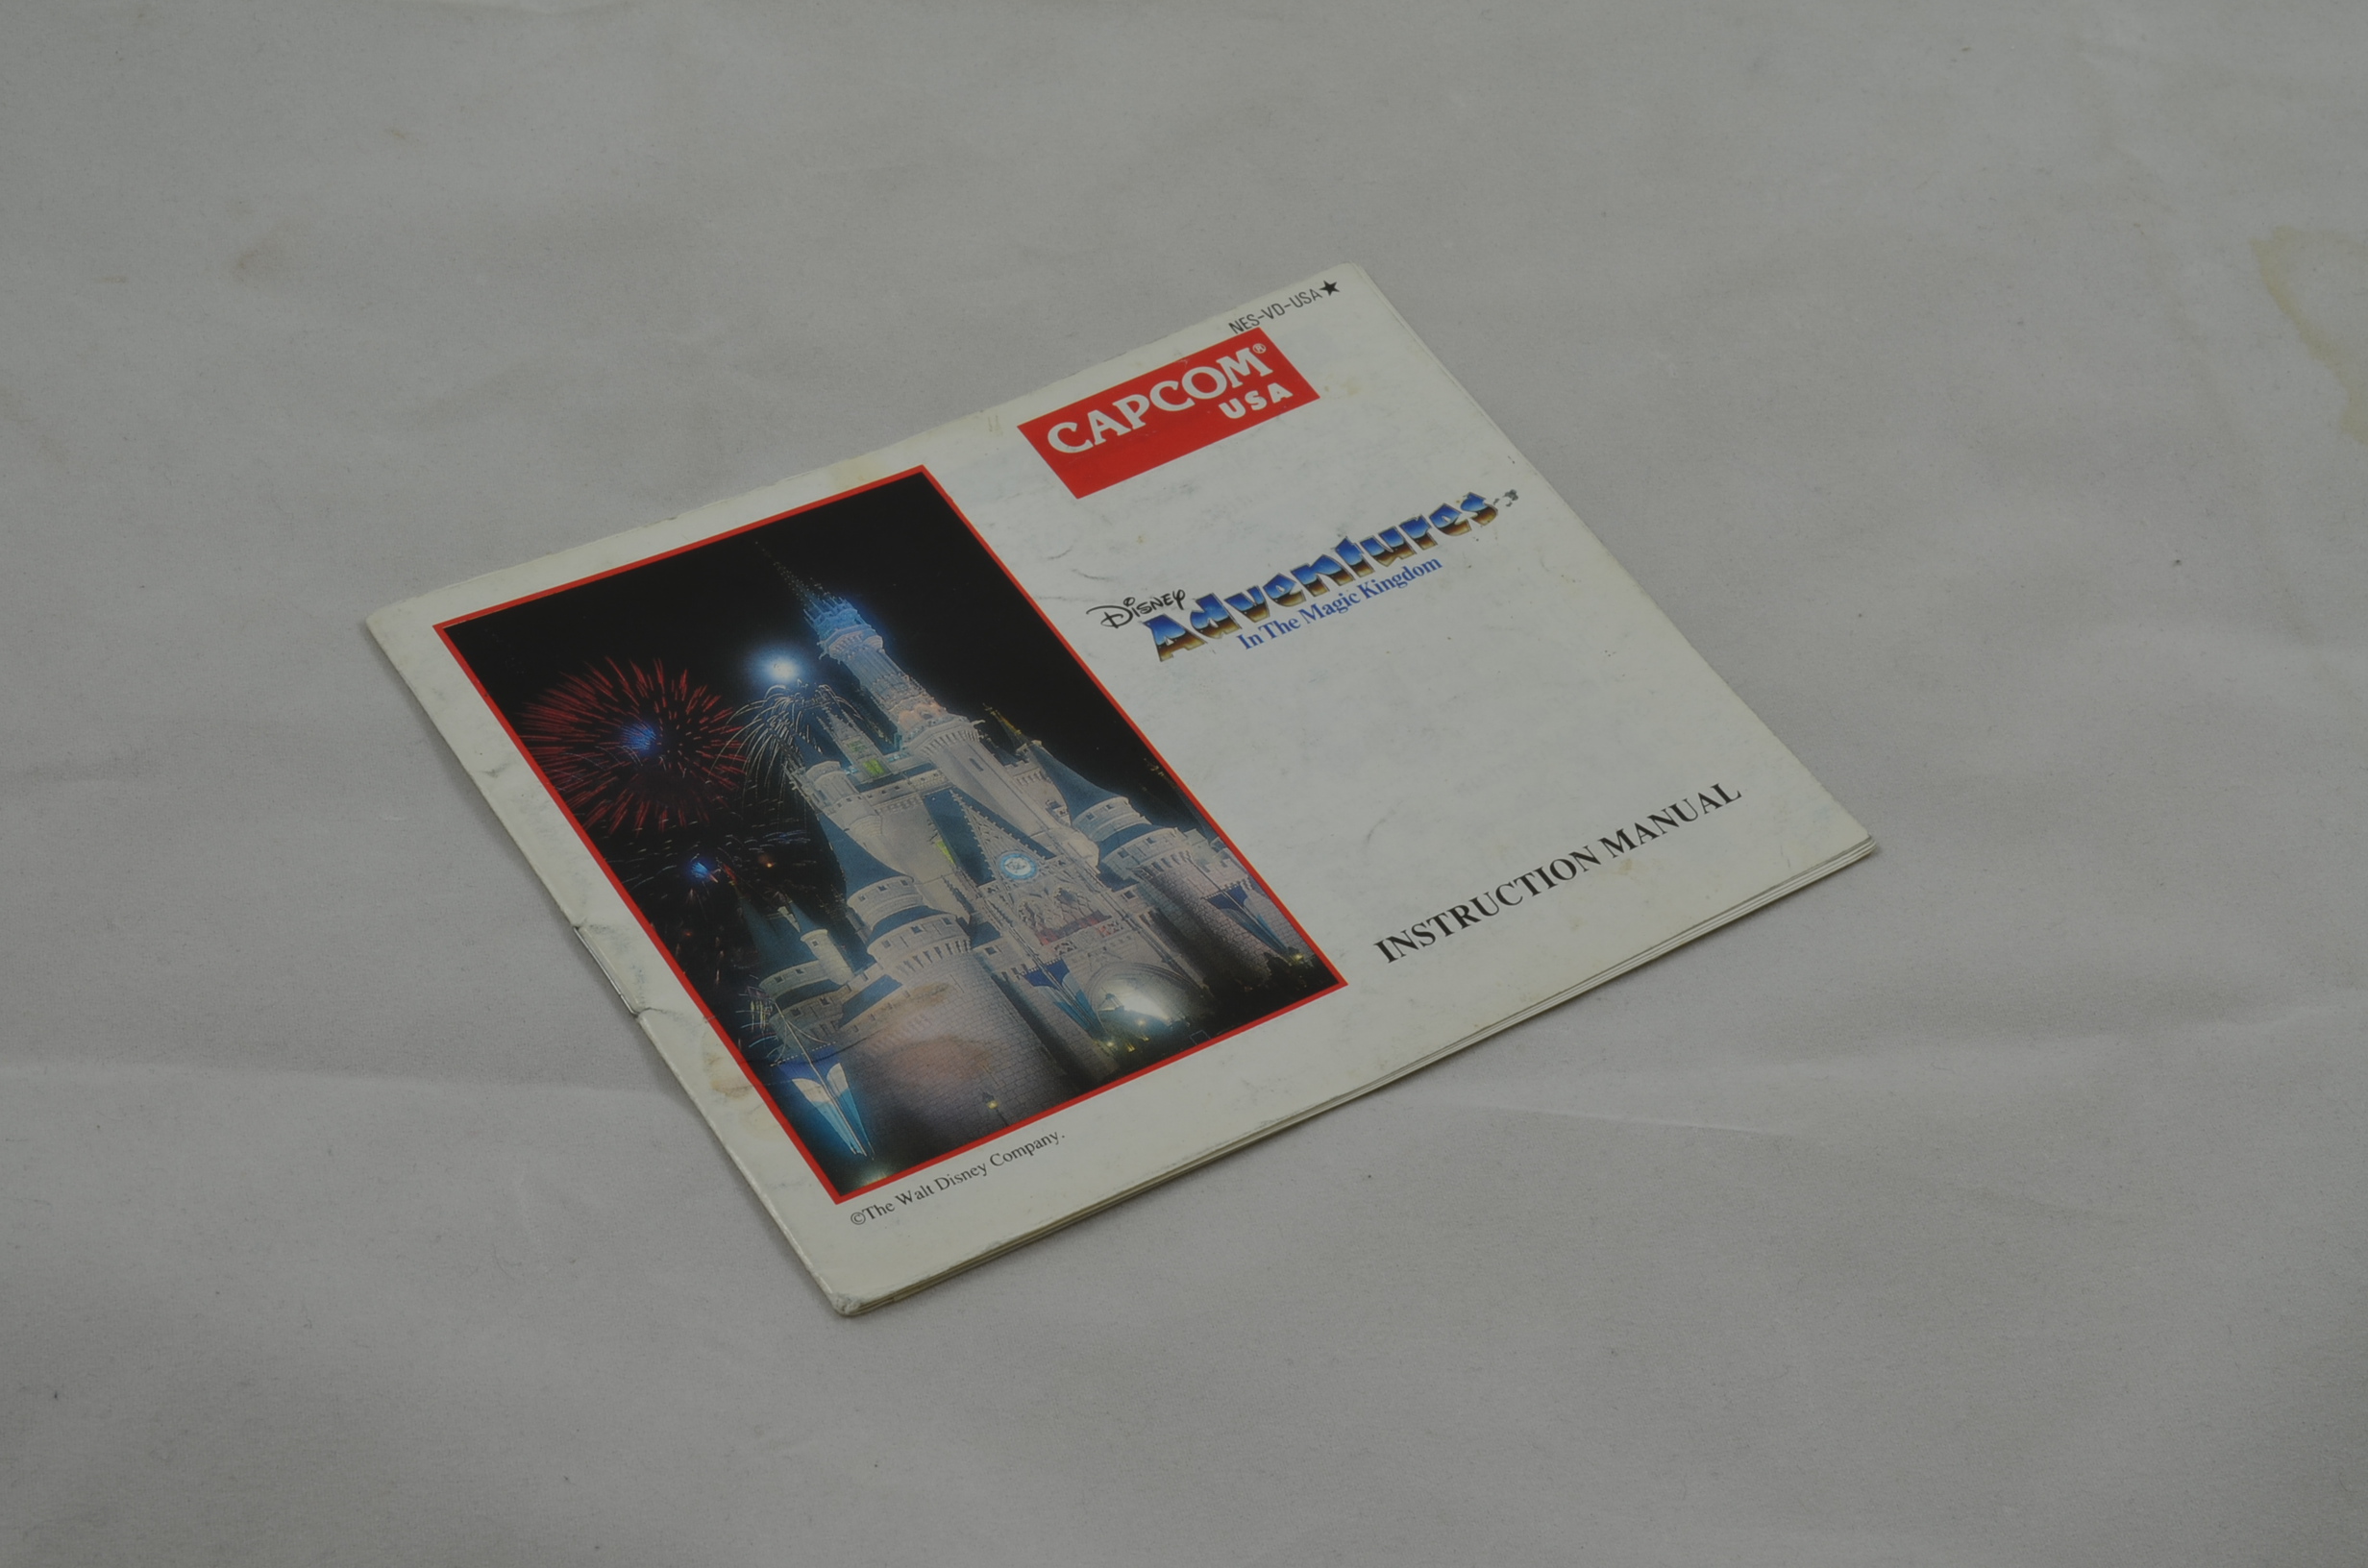 NES-VD-USA★
CAPCOM®
USA
Disney
Adventures
In The Magic Kingdom
INSTRUCTION MANUAL
©The Walt Disney Company.